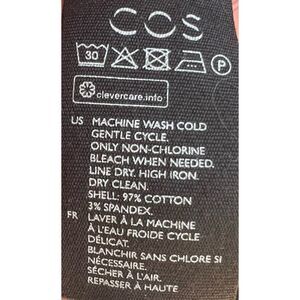 COS
30 P
clevercare.info
US MACHINE WASH COLD
GENTLE CYCLE.
ONLY NON-CHLORINE
BLEACH WHEN NEEDED.
LINE DRY. HIGH IRON.
DRY CLEAN.
SHELL: 97% COTTON
3% SPANDEX.
FR LAVER À LA MACHINE
À L'EAU FROIDE CYCLE
DÉLICAT.
BLANCHIR SANS CHLORE SI
NÉCESSAIRE.
SÉCHER À L'AIR.
REPASSER À HAUTE